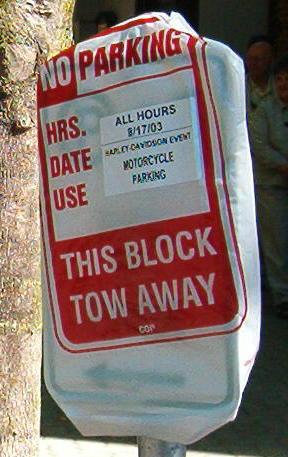 NO PARKING
HRS. ALL HOURS
DATE 8/17/03
HARLEY-DAVIDSON EVENT
USE MOTORCYCLE
PARKING
THIS BLOCK
TOW AWAY